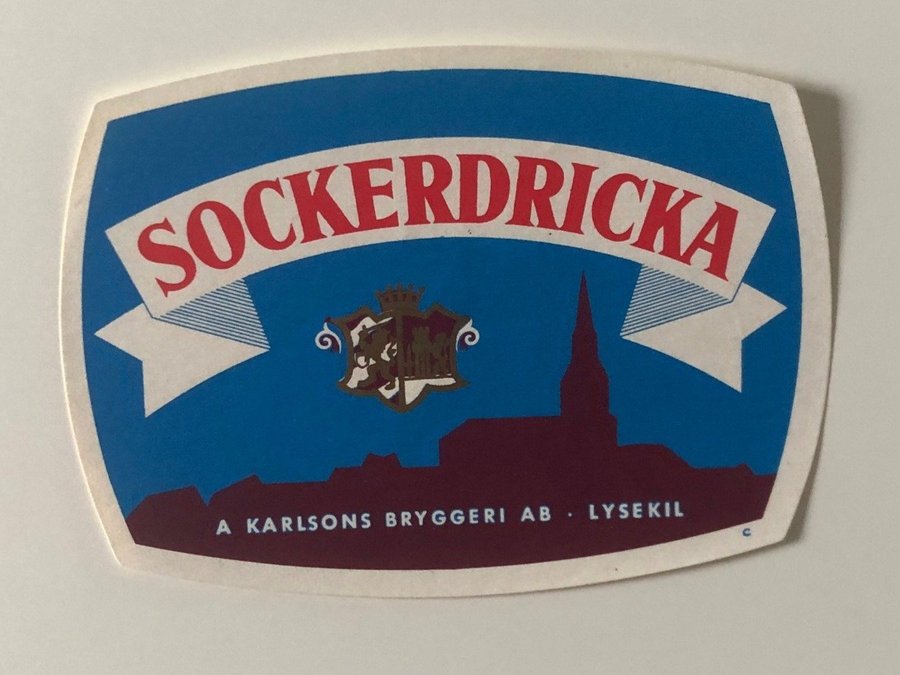 SOCKERDRICKA
A KARLSONS BRYGGERI AB · LYSEKIL
C